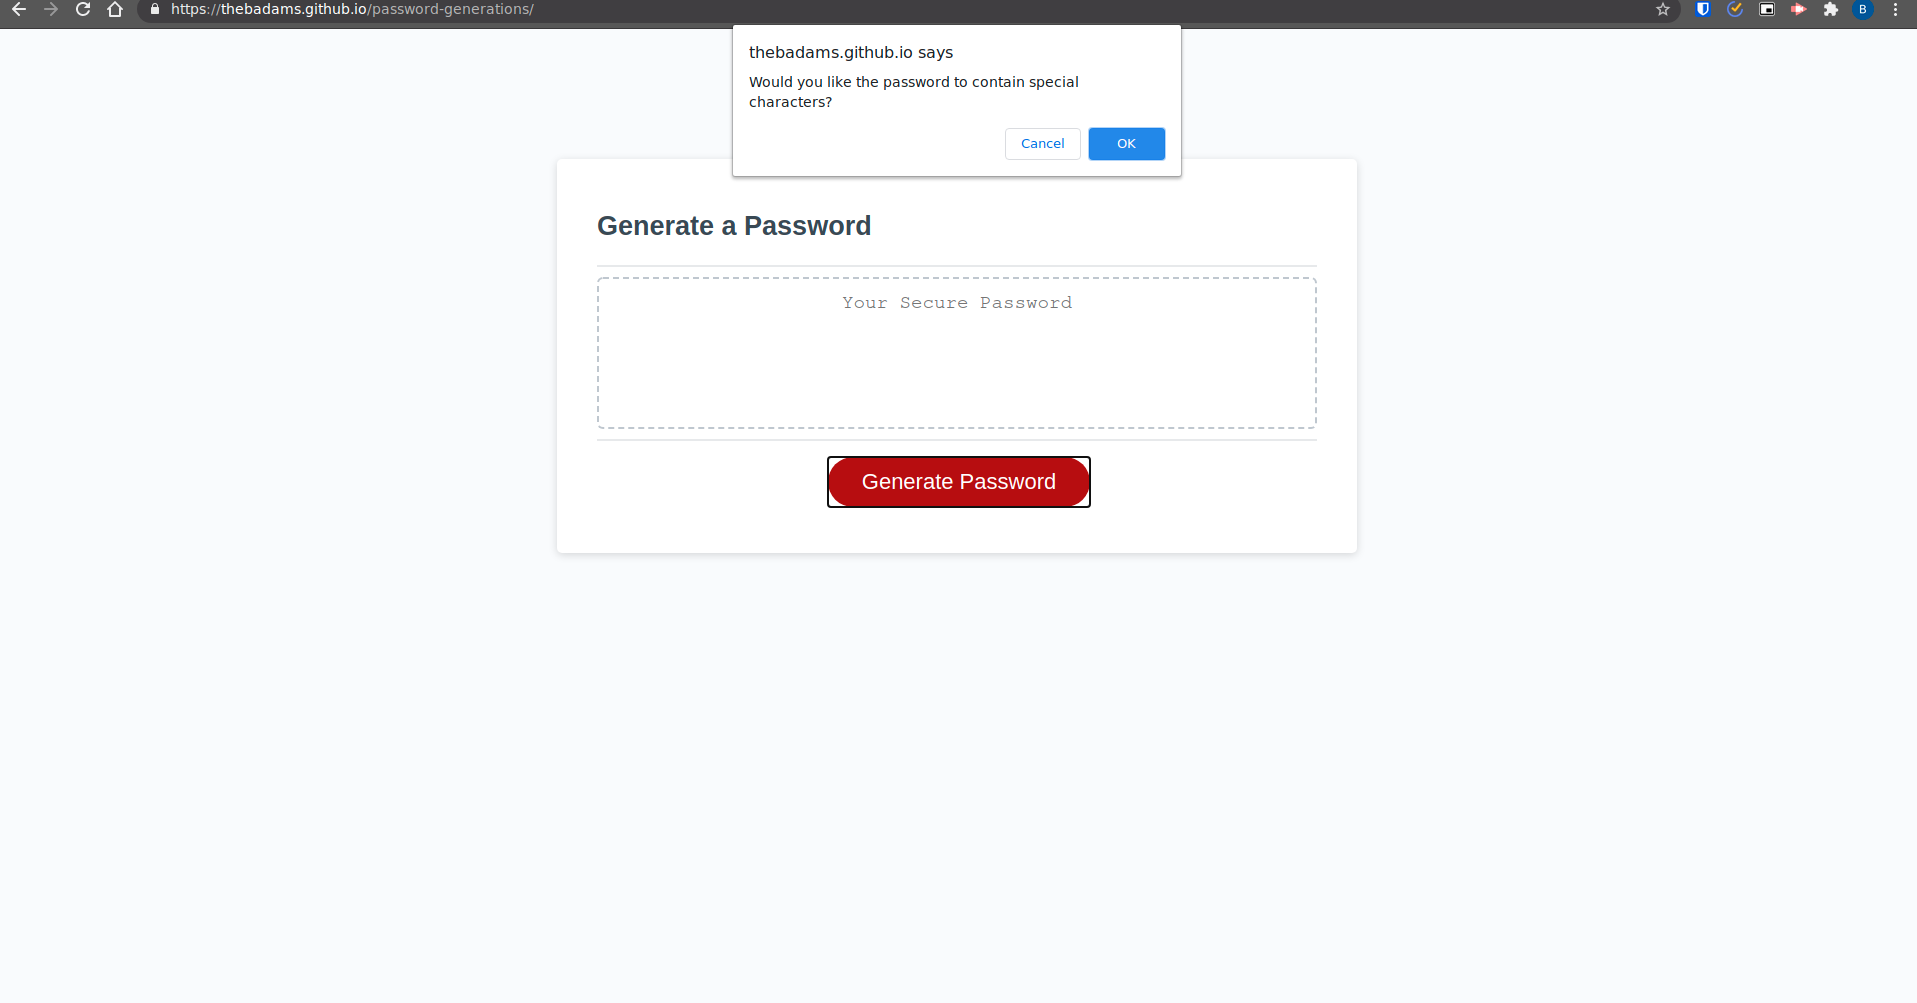 https://thebadams.github.io/password-generations/
B
thebadams.github.io says
Would you like the password to contain special
characters?
Cancel
OK
Generate a Password
Your Secure Password
Generate Password